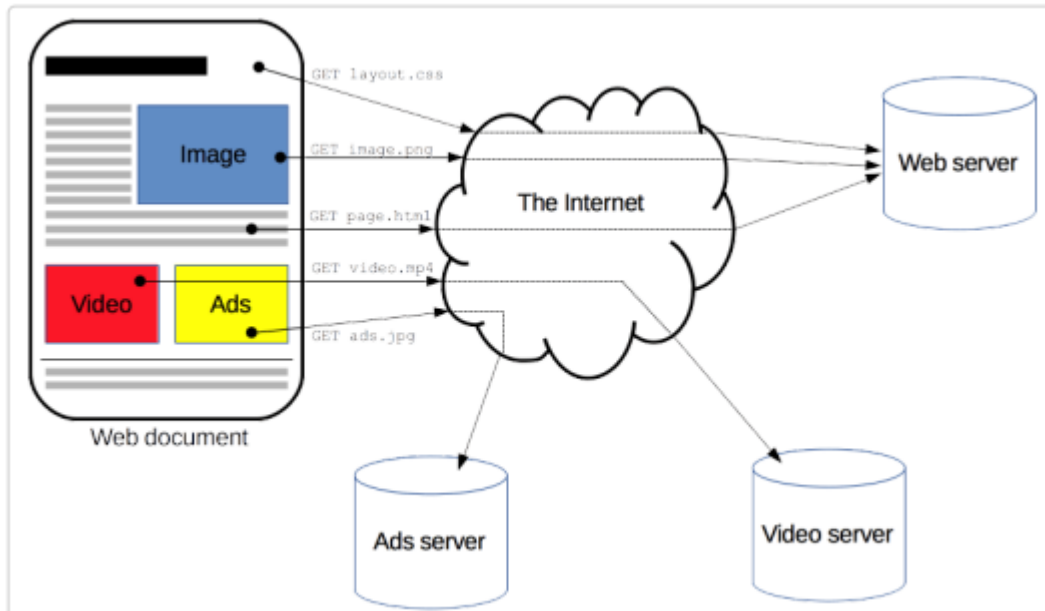 GET layout.css
Image
GET image.png
Web server
The Internet
GET page.html
GET video.mp4
Video
Ads
GET ads.jpg
Web document
Ads server
Video server